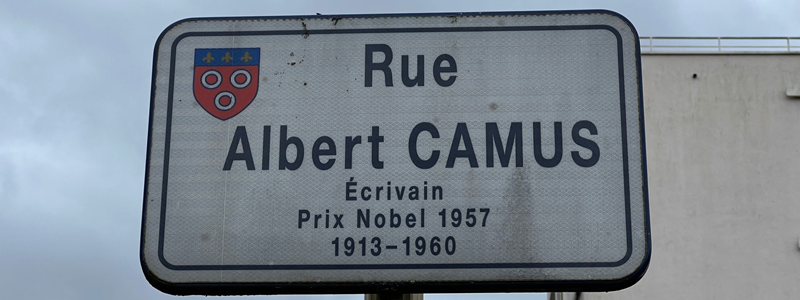 Rue
Albert CAMUS
Écrivain
Prix Nobel 1957
1913-1960